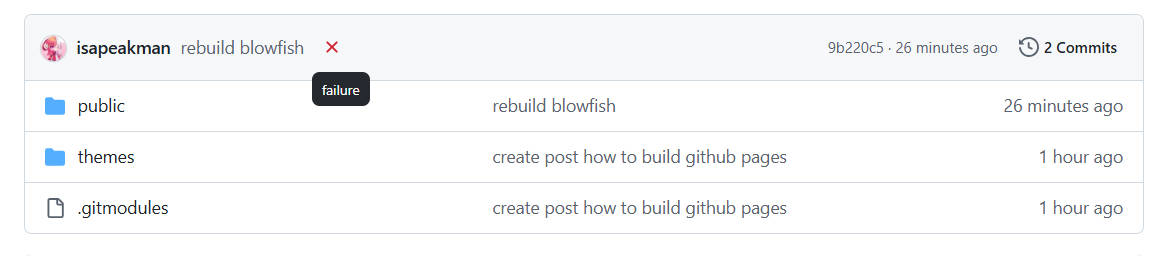 isapeakman rebuild blowfish 9b220c5 · 26 minutes ago 2 Commits
failure
public rebuild blowfish 26 minutes ago
themes create post how to build github pages 1 hour ago
.gitmodules create post how to build github pages 1 hour ago